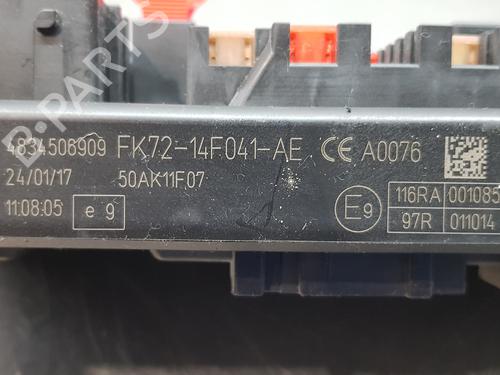 4834506909 FK72-14F041-AE CE A0076
24/01/17 50AK11F07
11:08:05 e 9 E9 116RA 001085
97R 011014
B-PARTS